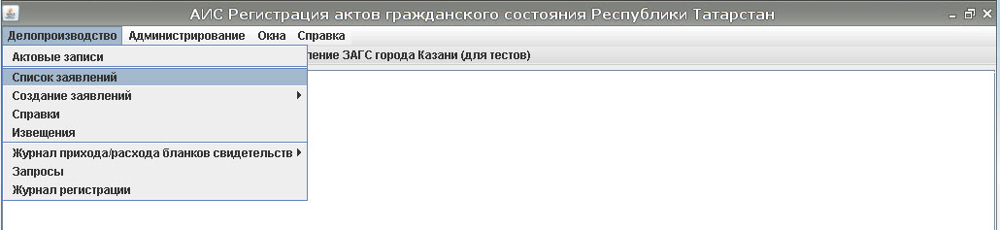 АИС Регистрация актов гражданского состояния Республики Татарстан
Делопроизводство Администрирование Окна Справка
Актовые записи
ЗАГС города Казани (для тестов)
Список заявлений
Создание заявлений
Справки
Извещения
Журнал прихода/расхода бланков свидетельств
Запросы
Журнал регистрации